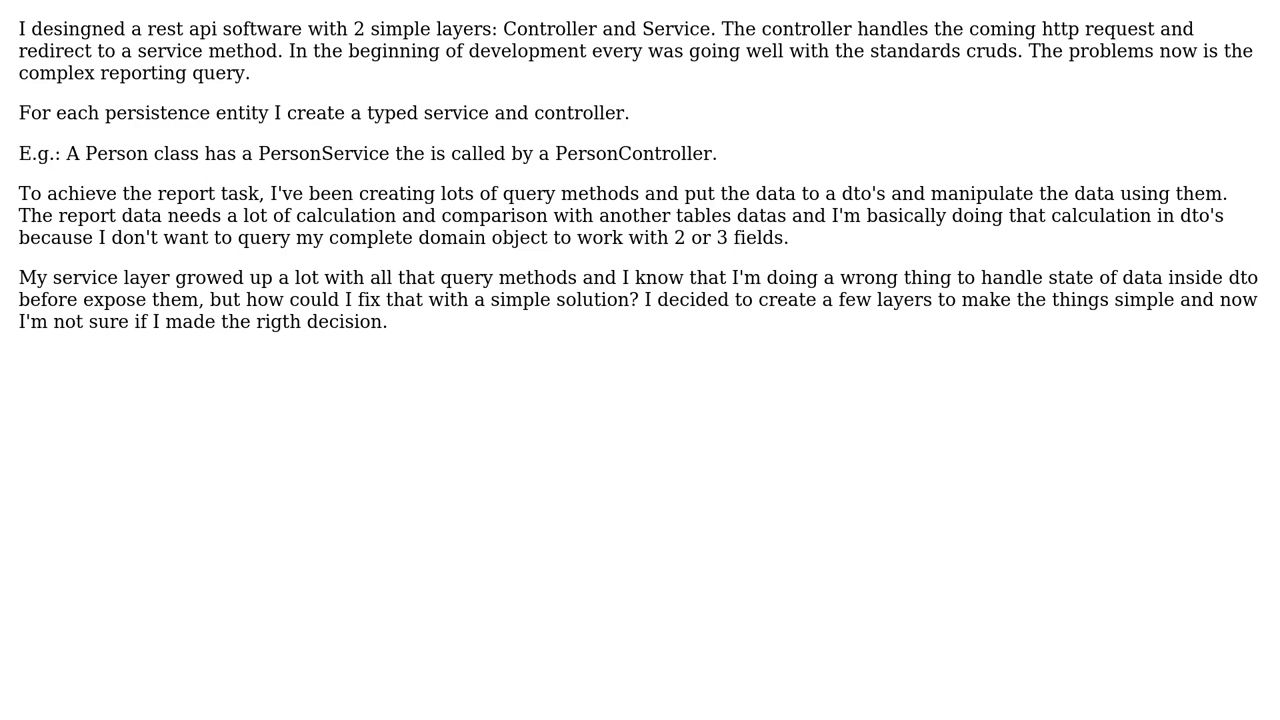 I desingned a rest api software with 2 simple layers: Controller and Service. The controller handles the coming http request and
redirect to a service method. In the beginning of development every was going well with the standards cruds. The problems now is the
complex reporting query.
For each persistence entity I create a typed service and controller.
E.g.: A Person class has a PersonService the is called by a PersonController.
To achieve the report task, I've been creating lots of query methods and put the data to a dto's and manipulate the data using them.
The report data needs a lot of calculation and comparison with another tables datas and I'm basically doing that calculation in dto's
because I don't want to query my complete domain object to work with 2 or 3 fields.
My service layer growed up a lot with all that query methods and I know that I'm doing a wrong thing to handle state of data inside dto
before expose them, but how could I fix that with a simple solution? I decided to create a few layers to make the things simple and now
I'm not sure if I made the rigth decision.